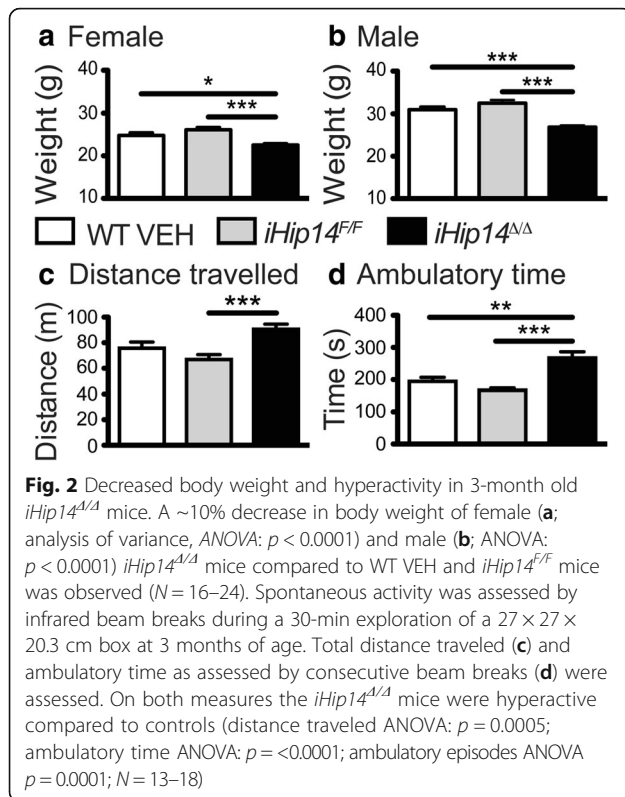 a Female
b Male
***
*
***
***
40
30
20
10
Weight (g)
40
30
20
10
Weight (g)
WT VEH iHip14F/F iHip14Δ/Δ
c Distance travelled
d Ambulatory time
***
**
***
100
80
60
40
20
0
Distance (m)
400
300
200
100
0
Time (s)
Fig. 2 Decreased body weight and hyperactivity in 3-month old
iHip14Δ/Δ mice. A ~10% decrease in body weight of female (a;
analysis of variance, ANOVA: p < 0.0001) and male (b; ANOVA:
p < 0.0001) iHip14Δ/Δ mice compared to WT VEH and iHip14F/F mice
was observed (N = 16–24). Spontaneous activity was assessed by
infrared beam breaks during a 30-min exploration of a 27 × 27 ×
20.3 cm box at 3 months of age. Total distance traveled (c) and
ambulatory time as assessed by consecutive beam breaks (d) were
assessed. On both measures the iHip14Δ/Δ mice were hyperactive
compared to controls (distance traveled ANOVA: p = 0.0005;
ambulatory time ANOVA: p = <0.0001; ambulatory episodes ANOVA
p = 0.0001; N = 13–18)